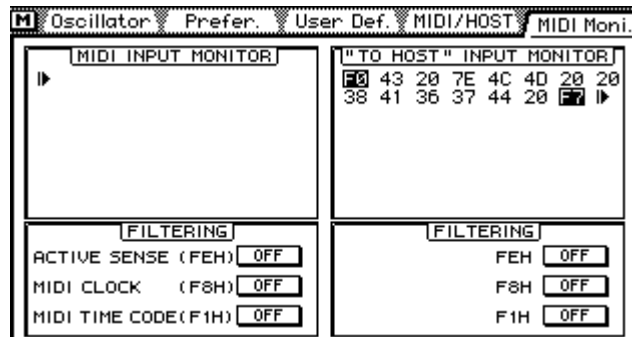 M Oscillator Prefer. User Def. MIDI/HOST MIDI Moni.
MIDI INPUT MONITOR
"TO HOST" INPUT MONITOR
F0 43 20 7E 4C 4D 20 20
38 41 36 37 44 20 F7
FILTERING
ACTIVE SENSE (FEH) OFF
MIDI CLOCK (F8H) OFF
MIDI TIME CODE(F1H) OFF
FILTERING
FEH OFF
F8H OFF
F1H OFF